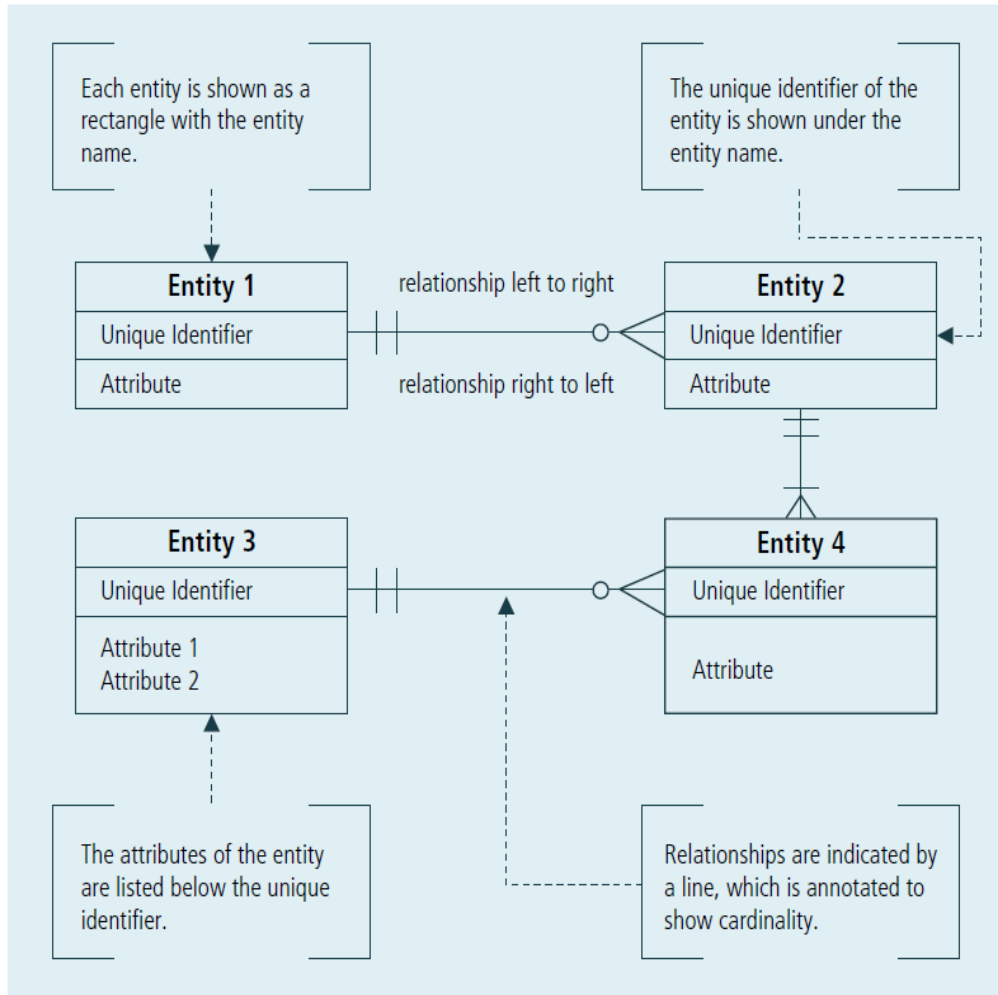 Each entity is shown as a
rectangle with the entity
name.
The unique identifier of the
entity is shown under the
entity name.
Entity 1
Unique Identifier
Attribute
relationship left to right
relationship right to left
Entity 2
Unique Identifier
Attribute
Entity 3
Unique Identifier
Attribute 1
Attribute 2
Entity 4
Unique Identifier
Attribute
The attributes of the entity
are listed below the unique
identifier.
Relationships are indicated by
a line, which is annotated to
show cardinality.